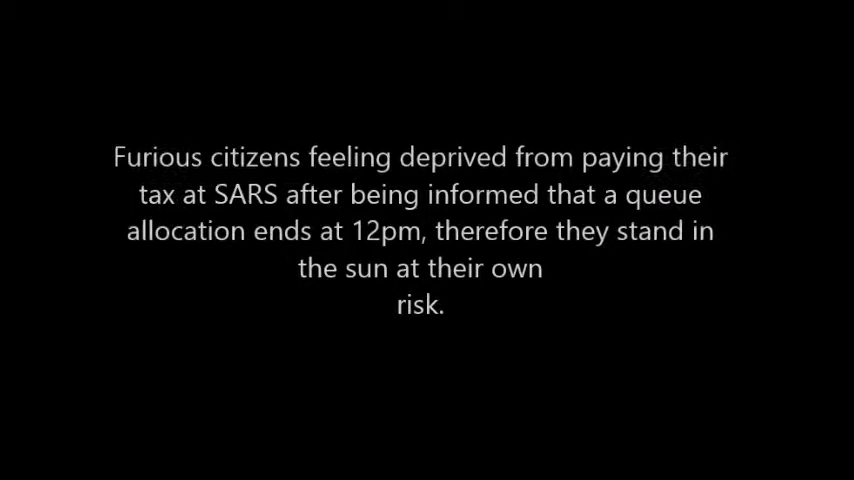 Furious citizens feeling deprived from paying their
tax at SARS after being informed that a queue
allocation ends at 12pm, therefore they stand in
the sun at their own
risk.